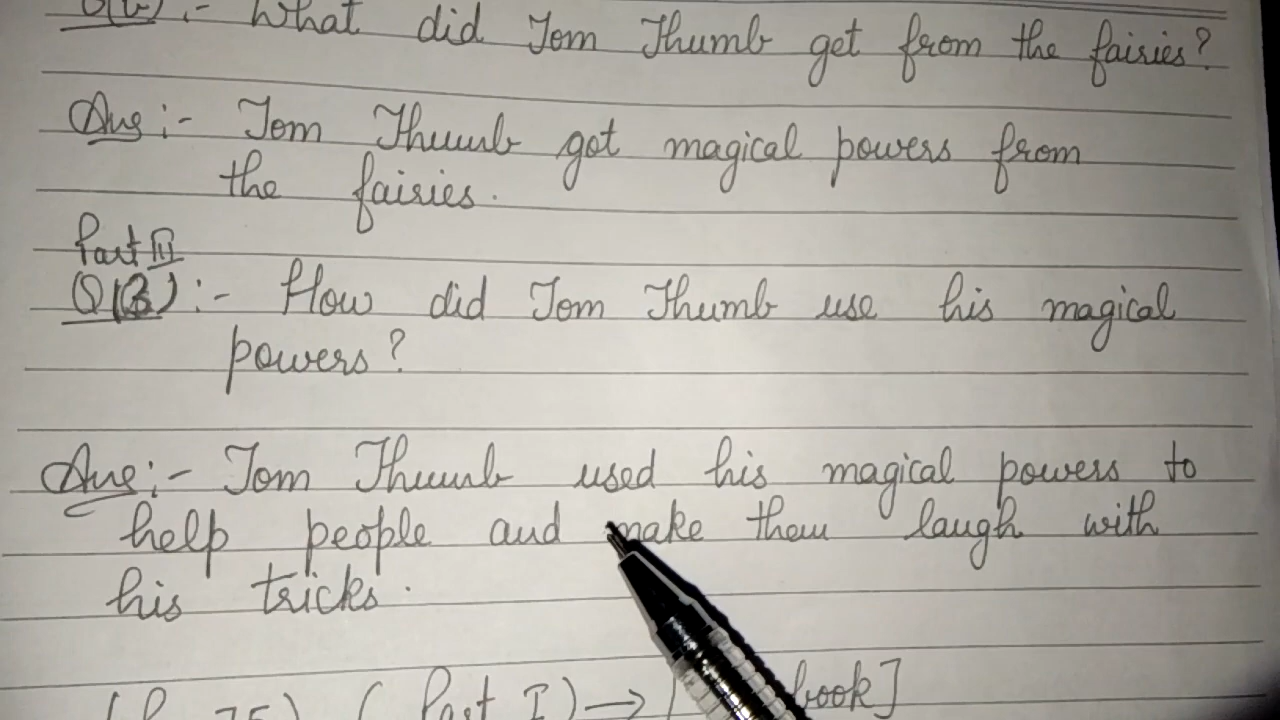 What did Tom Thumb get from the fairies?
Ans:- Tom Thumb got magical powers from
the fairies.
Part III
Q(3):- How did Tom Thumb use his magical
powers?
Ans:- Tom Thumb used his magical powers to
help people and make them laugh with
his tricks.
(Part I) → book]